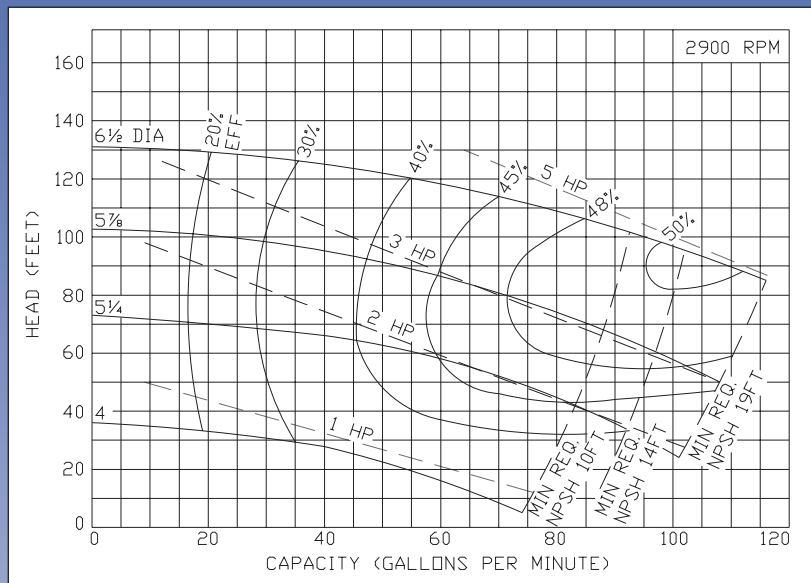 2900 RPM
160
140
120
100
80
60
40
20
0
HEAD (FEET)
6½ DIA
5⅞
5¼
4
20%
EFF
30%
40%
45%
48%
50%
5 HP
3 HP
2 HP
1 HP
MIN REQ.
NPSH 10FT
MIN REQ.
NPSH 14FT
MIN REQ.
NPSH 19FT
0 20 40 60 80 100 120
CAPACITY (GALLONS PER MINUTE)